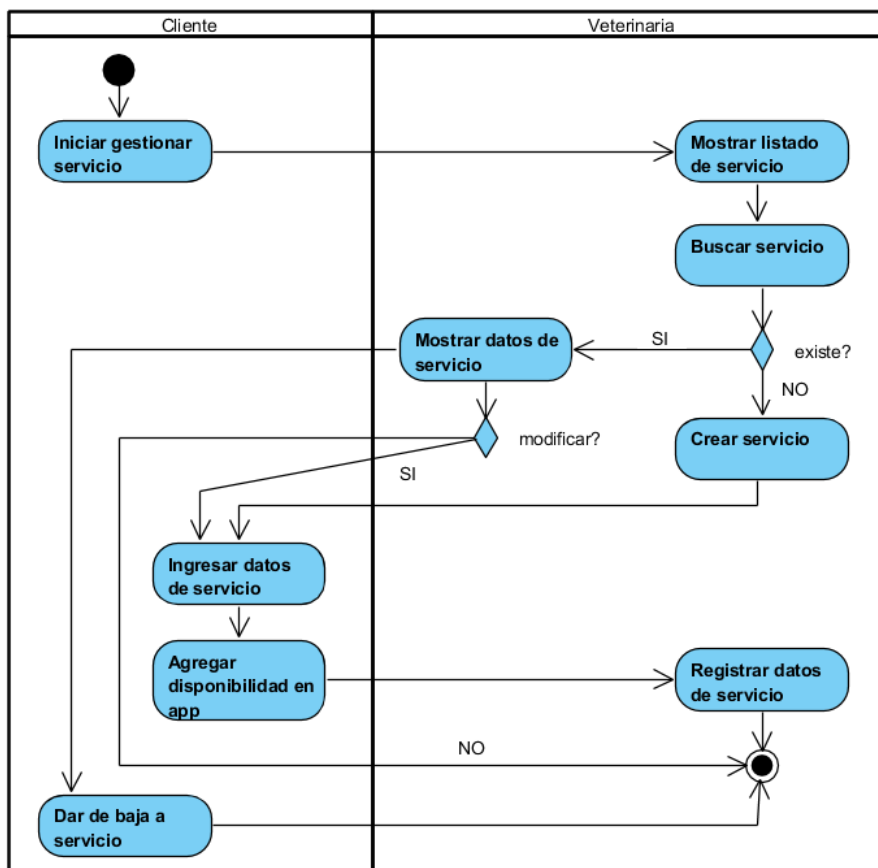 Cliente
Veterinaria
Iniciar gestionar
servicio
Mostrar listado
de servicio
Buscar servicio
Mostrar datos de
servicio
SI
existe?
NO
Crear servicio
modificar?
SI
Ingresar datos
de servicio
Agregar
disponibilidad en
app
Registrar datos
de servicio
NO
Dar de baja a
servicio